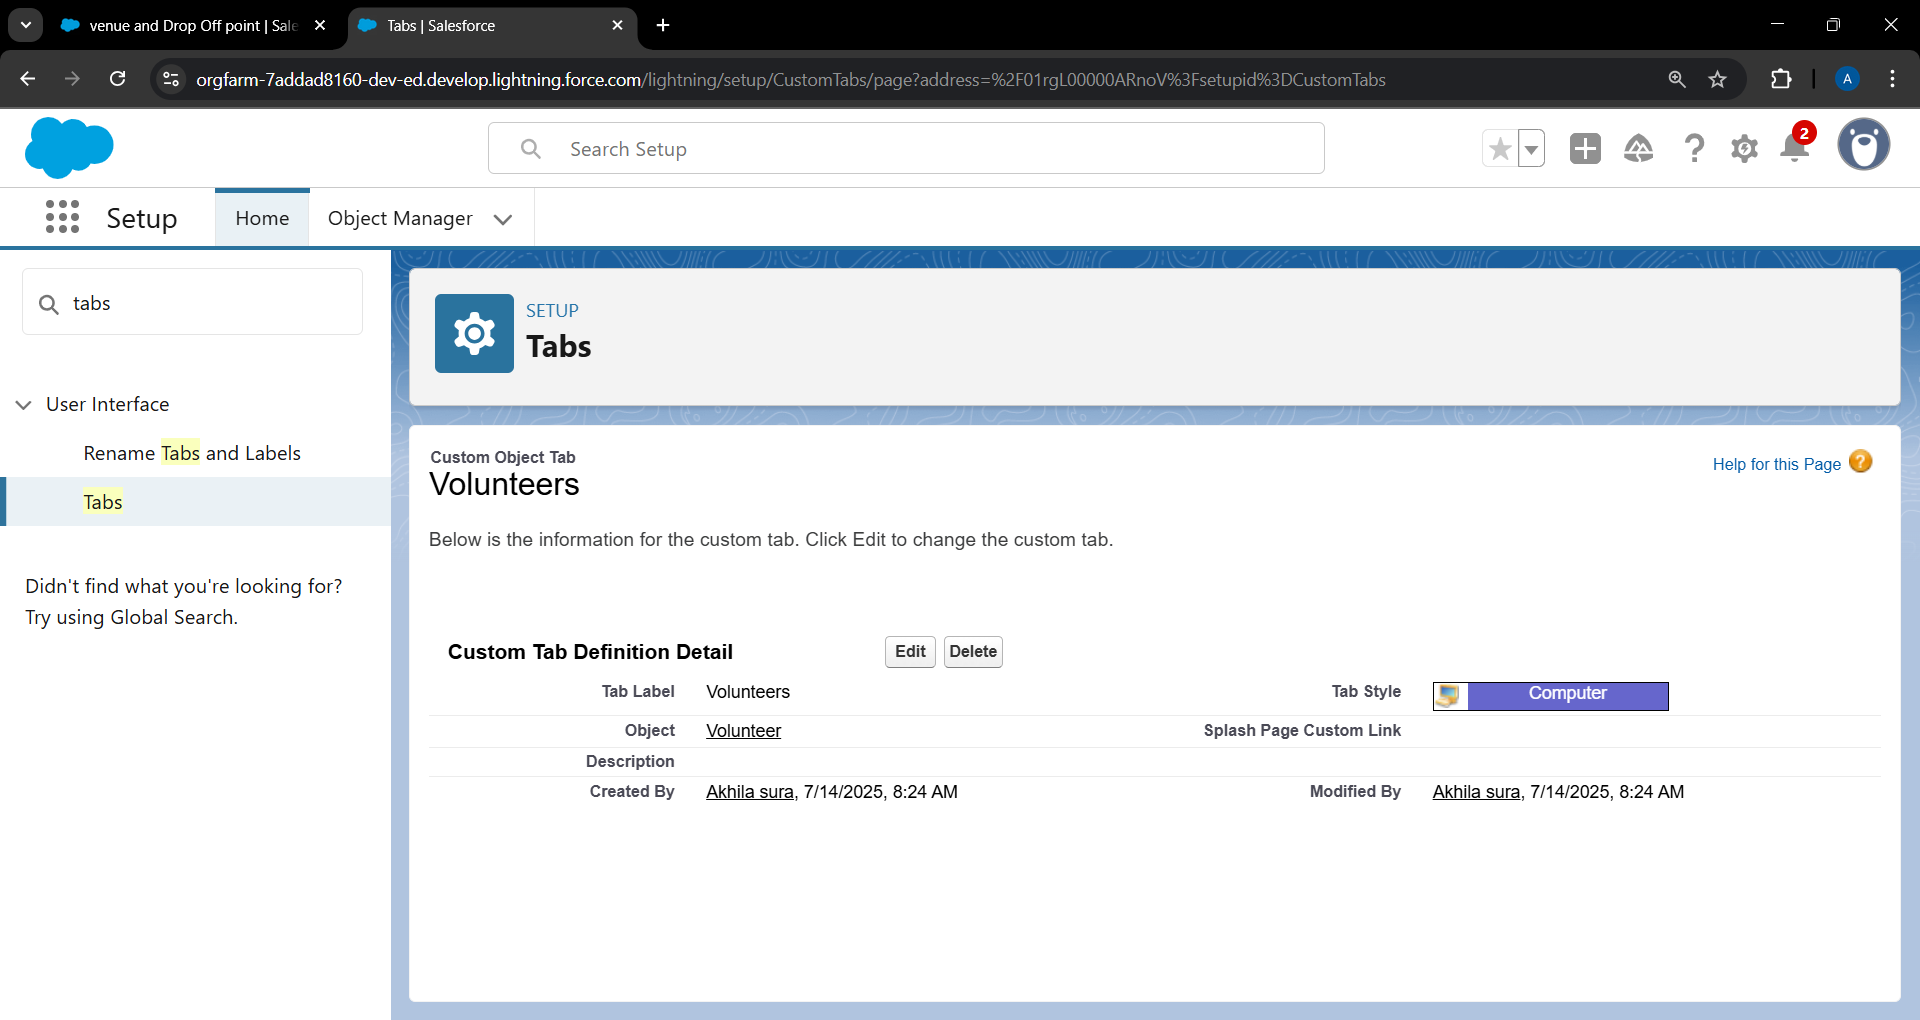 venue and Drop Off point | Sale
Tabs | Salesforce
orgfarm-7addad8160-dev-ed.develop.lightning.force.com/lightning/setup/CustomTabs/page?address=%2F01rgL00000ARnoV%3Fsetupid%3DCustomTabs
A
Search Setup
2
Setup
Home
Object Manager
tabs
User Interface
Rename Tabs and Labels
Tabs
Didn't find what you're looking for?
Try using Global Search.
SETUP
Tabs
Custom Object Tab
Volunteers
Help for this Page ?
Below is the information for the custom tab. Click Edit to change the custom tab.
Custom Tab Definition Detail Edit Delete
Tab Label Volunteers Tab Style Computer
Object Volunteer Splash Page Custom Link
Description
Created By Akhila sura, 7/14/2025, 8:24 AM Modified By Akhila sura, 7/14/2025, 8:24 AM